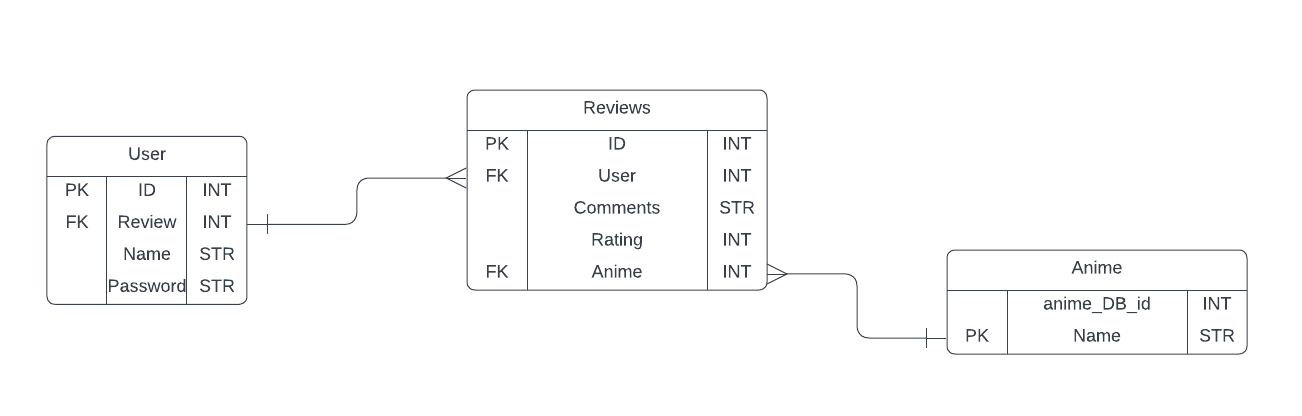 User
PK ID INT
FK Review INT
Name STR
Password STR
Reviews
PK ID INT
FK User INT
Comments STR
Rating INT
FK Anime INT
Anime
anime_DB_id INT
PK Name STR